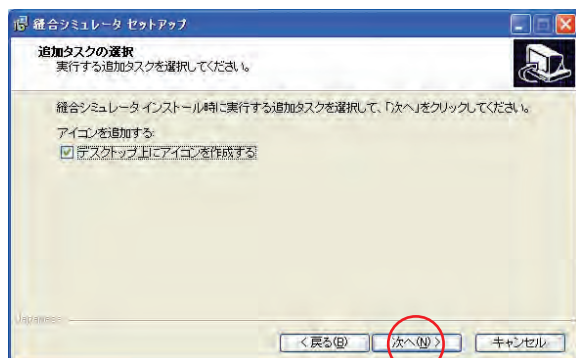 縫合シミュレータ セットアップ
追加タスクの選択
実行する追加タスクを選択してください。
縫合シミュレータ インストール時に実行する追加タスクを選択して、「次へ」をクリックしてください。
アイコンを追加する:
デスクトップ上にアイコンを作成する
Japanese
< 戻る(B) 次へ(N) > キャンセル